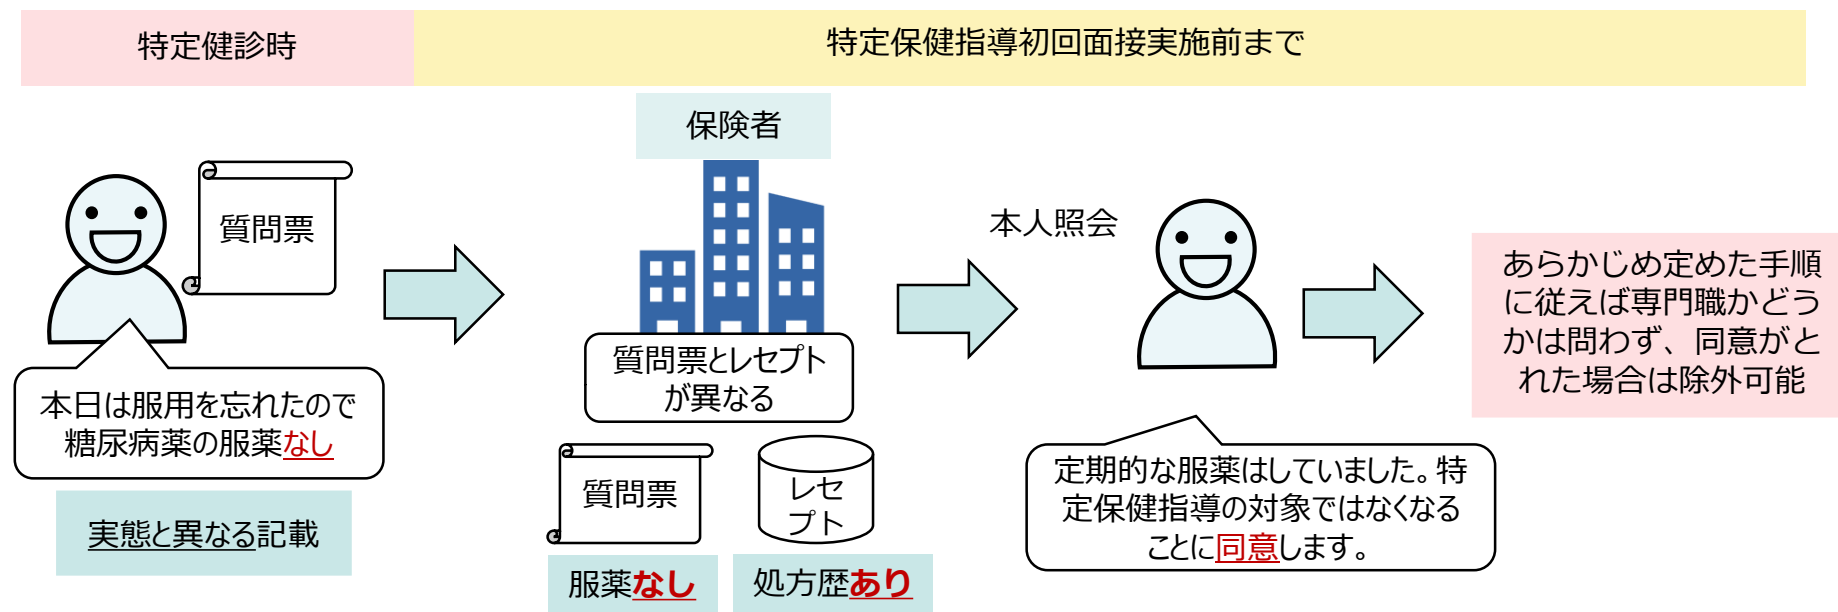 特定健診時
特定保健指導初回面接実施前まで
質問票
本日は服用を忘れたので
糖尿病薬の服薬なし
実態と異なる記載
保険者
質問票とレセプト
が異なる
質問票
レセ
プト
服薬なし
処方歴あり
本人照会
定期的な服薬はしていました。特
定保健指導の対象ではなくなる
ことに同意します。
あらかじめ定めた手順
に従えば専門職かどう
かは問わず、同意がと
れた場合は除外可能